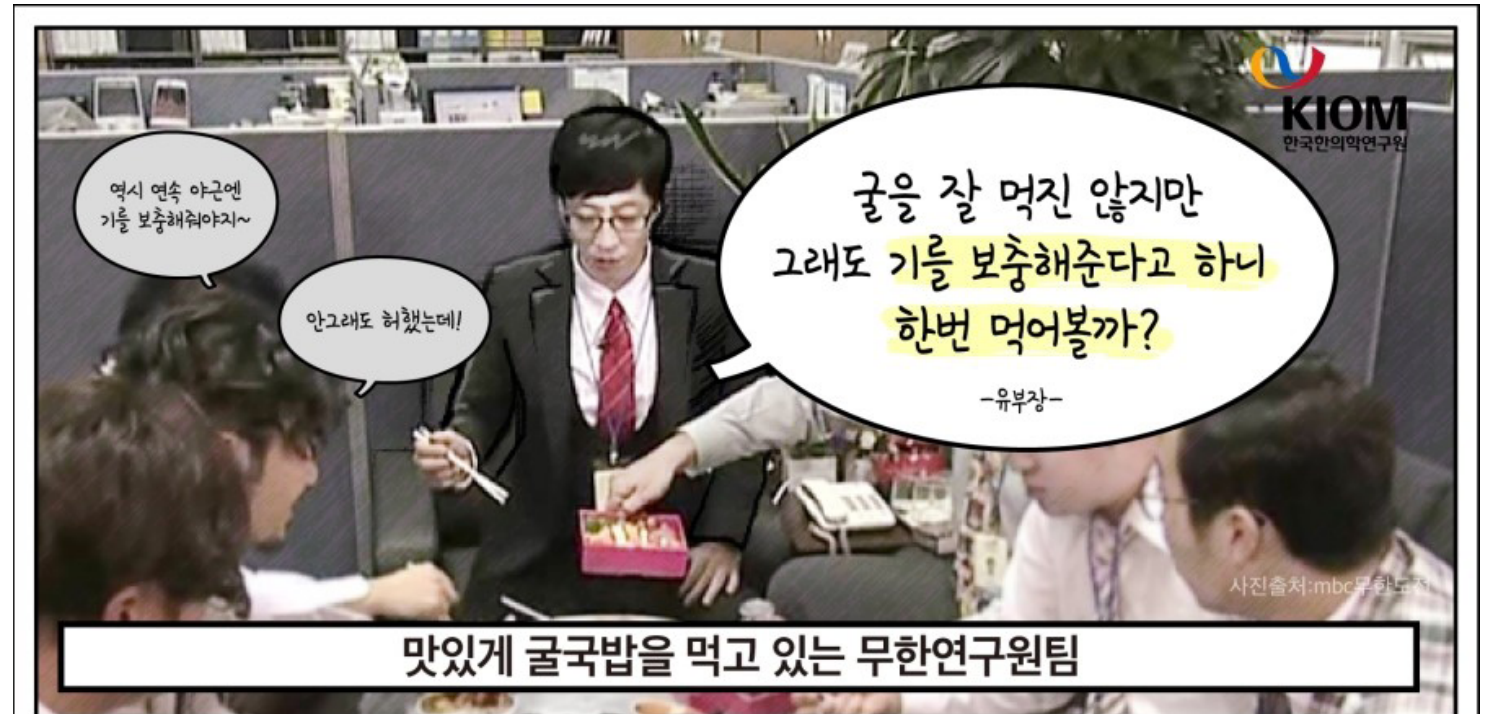 KIOM
한국한의학연구원
역시 연속 야근엔
기를 보충해줘야지~
안그래도 허했는데!
굴을 잘 먹진 않지만
그래도 기를 보충해준다고 하니
한번 먹어볼까?
-유부장-
사진출처:mbc무한도전
맛있게 굴국밥을 먹고 있는 무한연구원팀